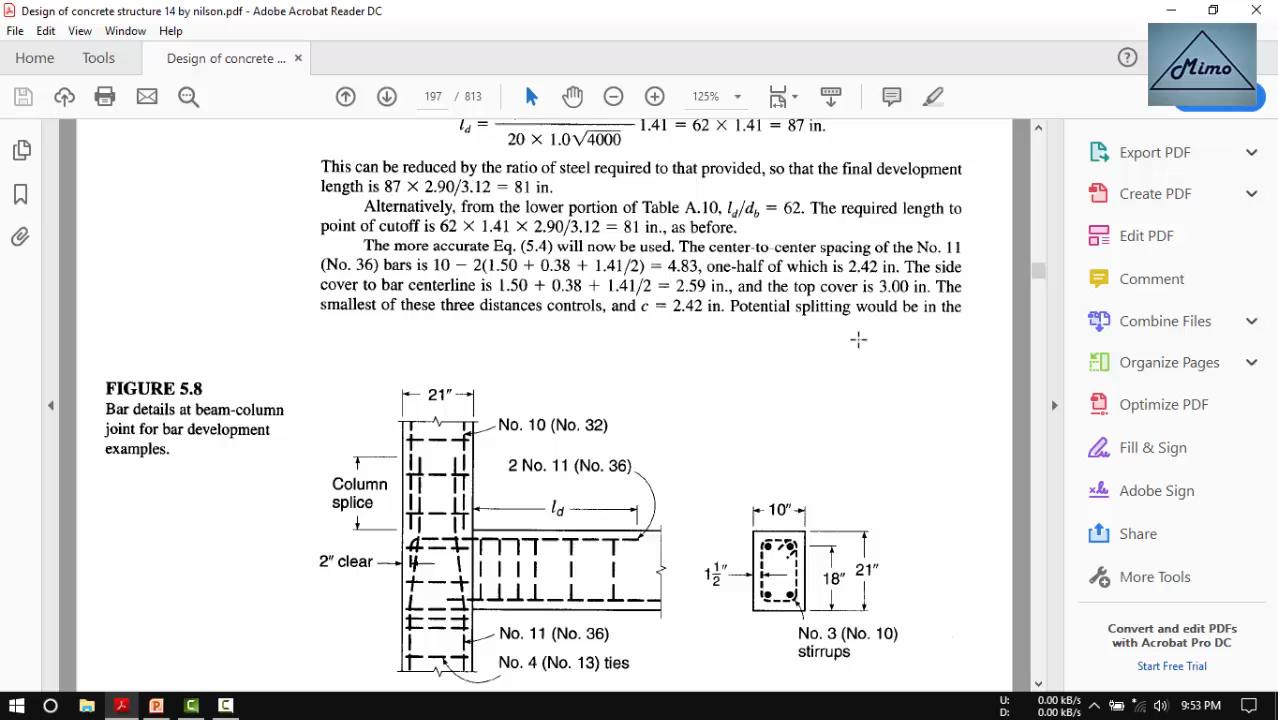 Design of concrete structure 14 by nilson.pdf - Adobe Acrobat Reader DC
File Edit View Window Help
Home Tools Design of concrete ... ×
Mimo
197 / 813 125%
l_d = 20 × 1.0√4000 1.41 = 62 × 1.41 = 87 in.
This can be reduced by the ratio of steel required to that provided, so that the final development
length is 87 × 2.90/3.12 = 81 in.
Alternatively, from the lower portion of Table A.10, l_d/d_b = 62. The required length to
point of cutoff is 62 × 1.41 × 2.90/3.12 = 81 in., as before.
The more accurate Eq. (5.4) will now be used. The center-to-center spacing of the No. 11
(No. 36) bars is 10 − 2(1.50 + 0.38 + 1.41/2) = 4.83, one-half of which is 2.42 in. The side
cover to bar centerline is 1.50 + 0.38 + 1.41/2 = 2.59 in., and the top cover is 3.00 in. The
smallest of these three distances controls, and c = 2.42 in. Potential splitting would be in the
FIGURE 5.8
Bar details at beam-column
joint for bar development
examples.
21″
No. 10 (No. 32)
2 No. 11 (No. 36)
Column
splice
l_d
2″ clear
No. 11 (No. 36)
No. 4 (No. 13) ties
10″
1 1/2″
18″
21″
No. 3 (No. 10)
stirrups
Export PDF
Create PDF
Edit PDF
Comment
Combine Files
Organize Pages
Optimize PDF
Fill & Sign
Adobe Sign
Share
More Tools
Convert and edit PDFs
with Acrobat Pro DC
Start Free Trial
U: 0.00 kB/s
D: 0.00 kB/s
9:53 PM